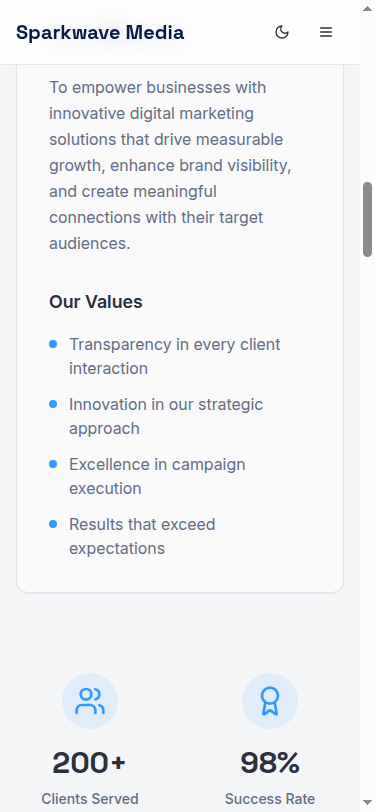 Sparkwave Media
To empower businesses with
innovative digital marketing
solutions that drive measurable
growth, enhance brand visibility,
and create meaningful
connections with their target
audiences.
Our Values
Transparency in every client
interaction
Innovation in our strategic
approach
Excellence in campaign
execution
Results that exceed
expectations
200+
98%
Clients Served
Success Rate